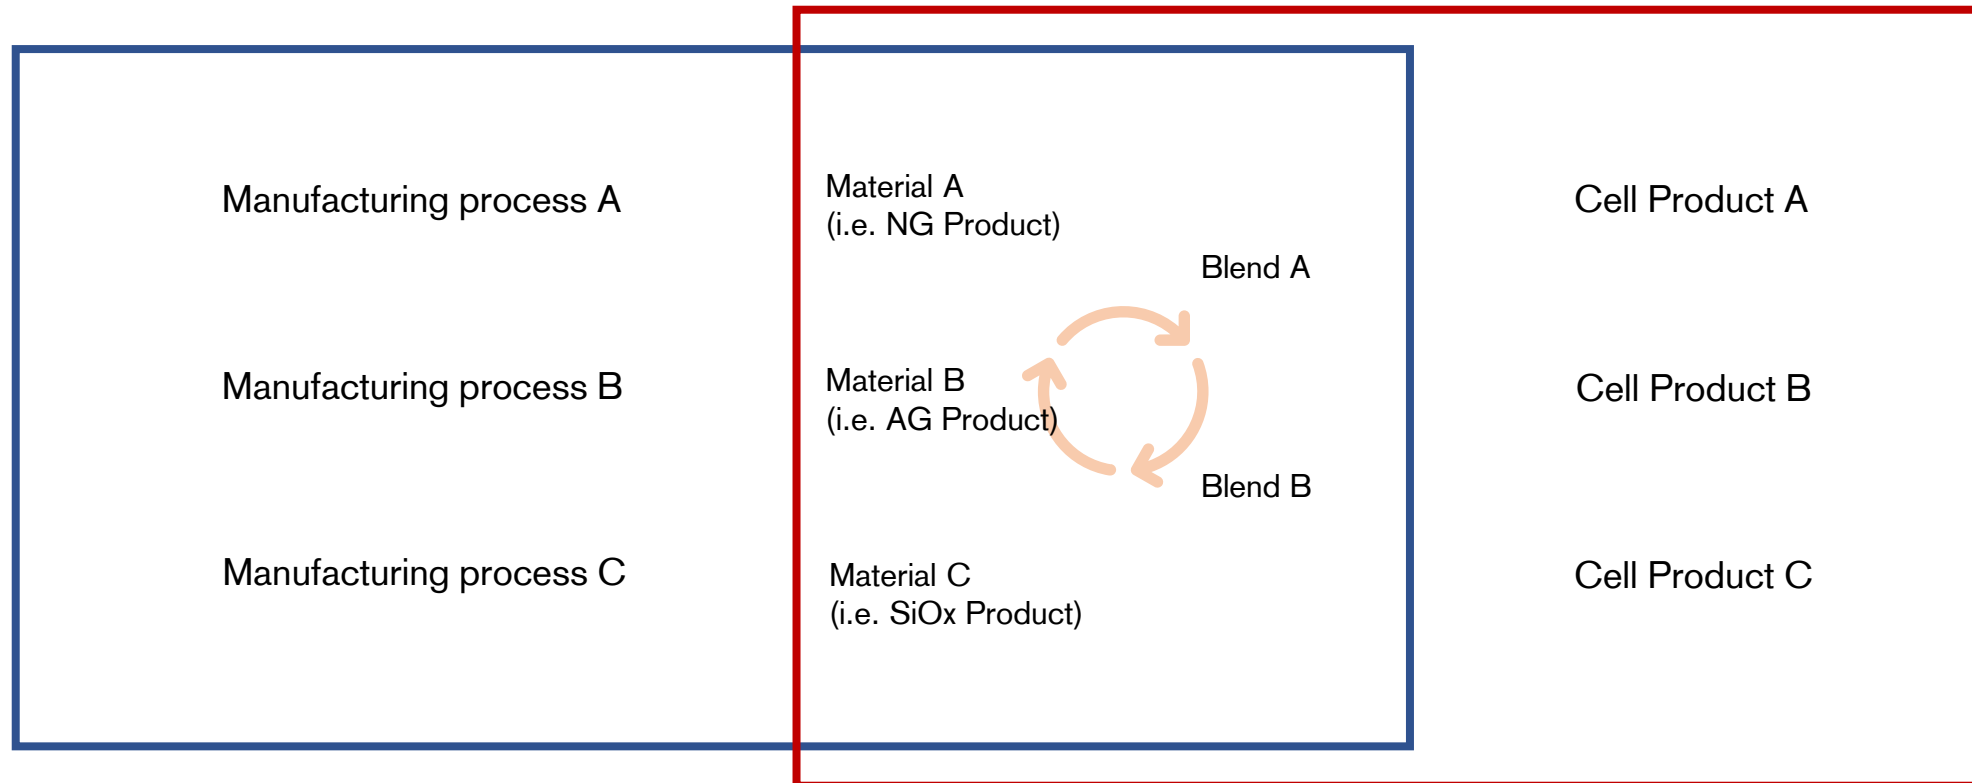 Manufacturing process A
Manufacturing process B
Manufacturing process C
Material A
(i.e. NG Product)
Blend A
Material B
(i.e. AG Product)
Blend B
Material C
(i.e. SiOx Product)
Cell Product A
Cell Product B
Cell Product C